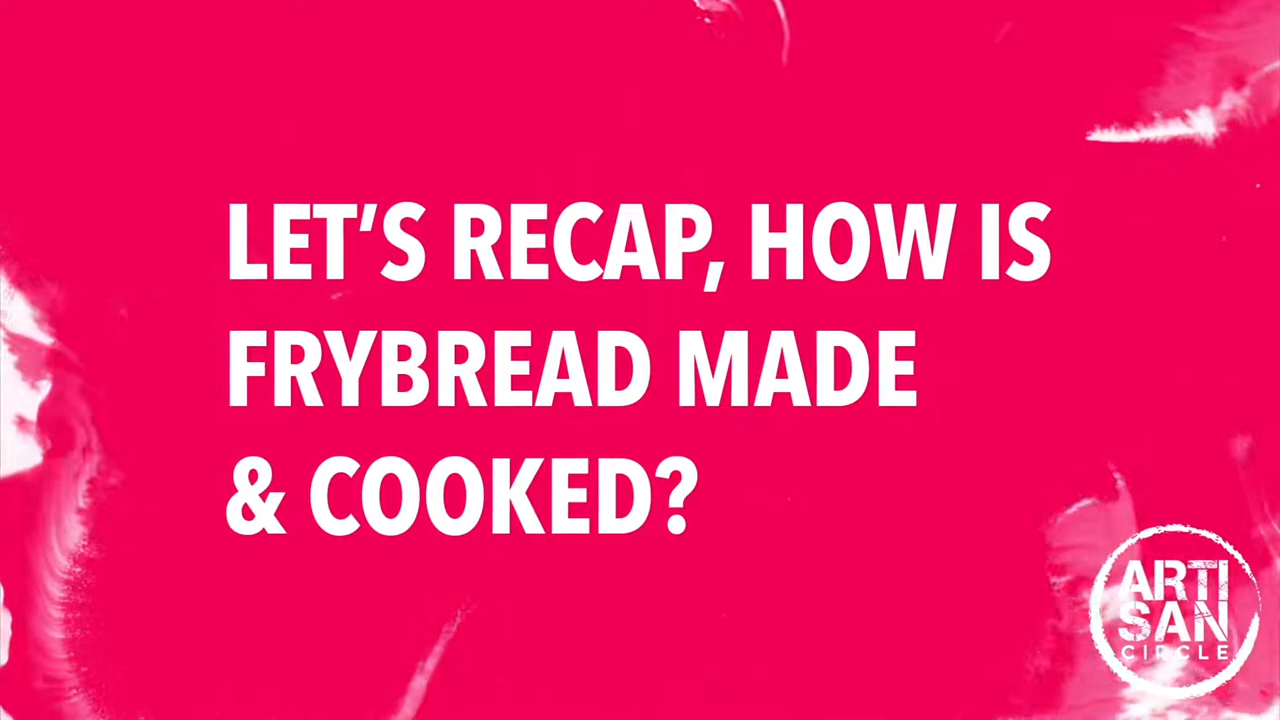 LET'S RECAP, HOW IS
FRYBREAD MADE
& COOKED?
ARTI
SAN
CIRCLE